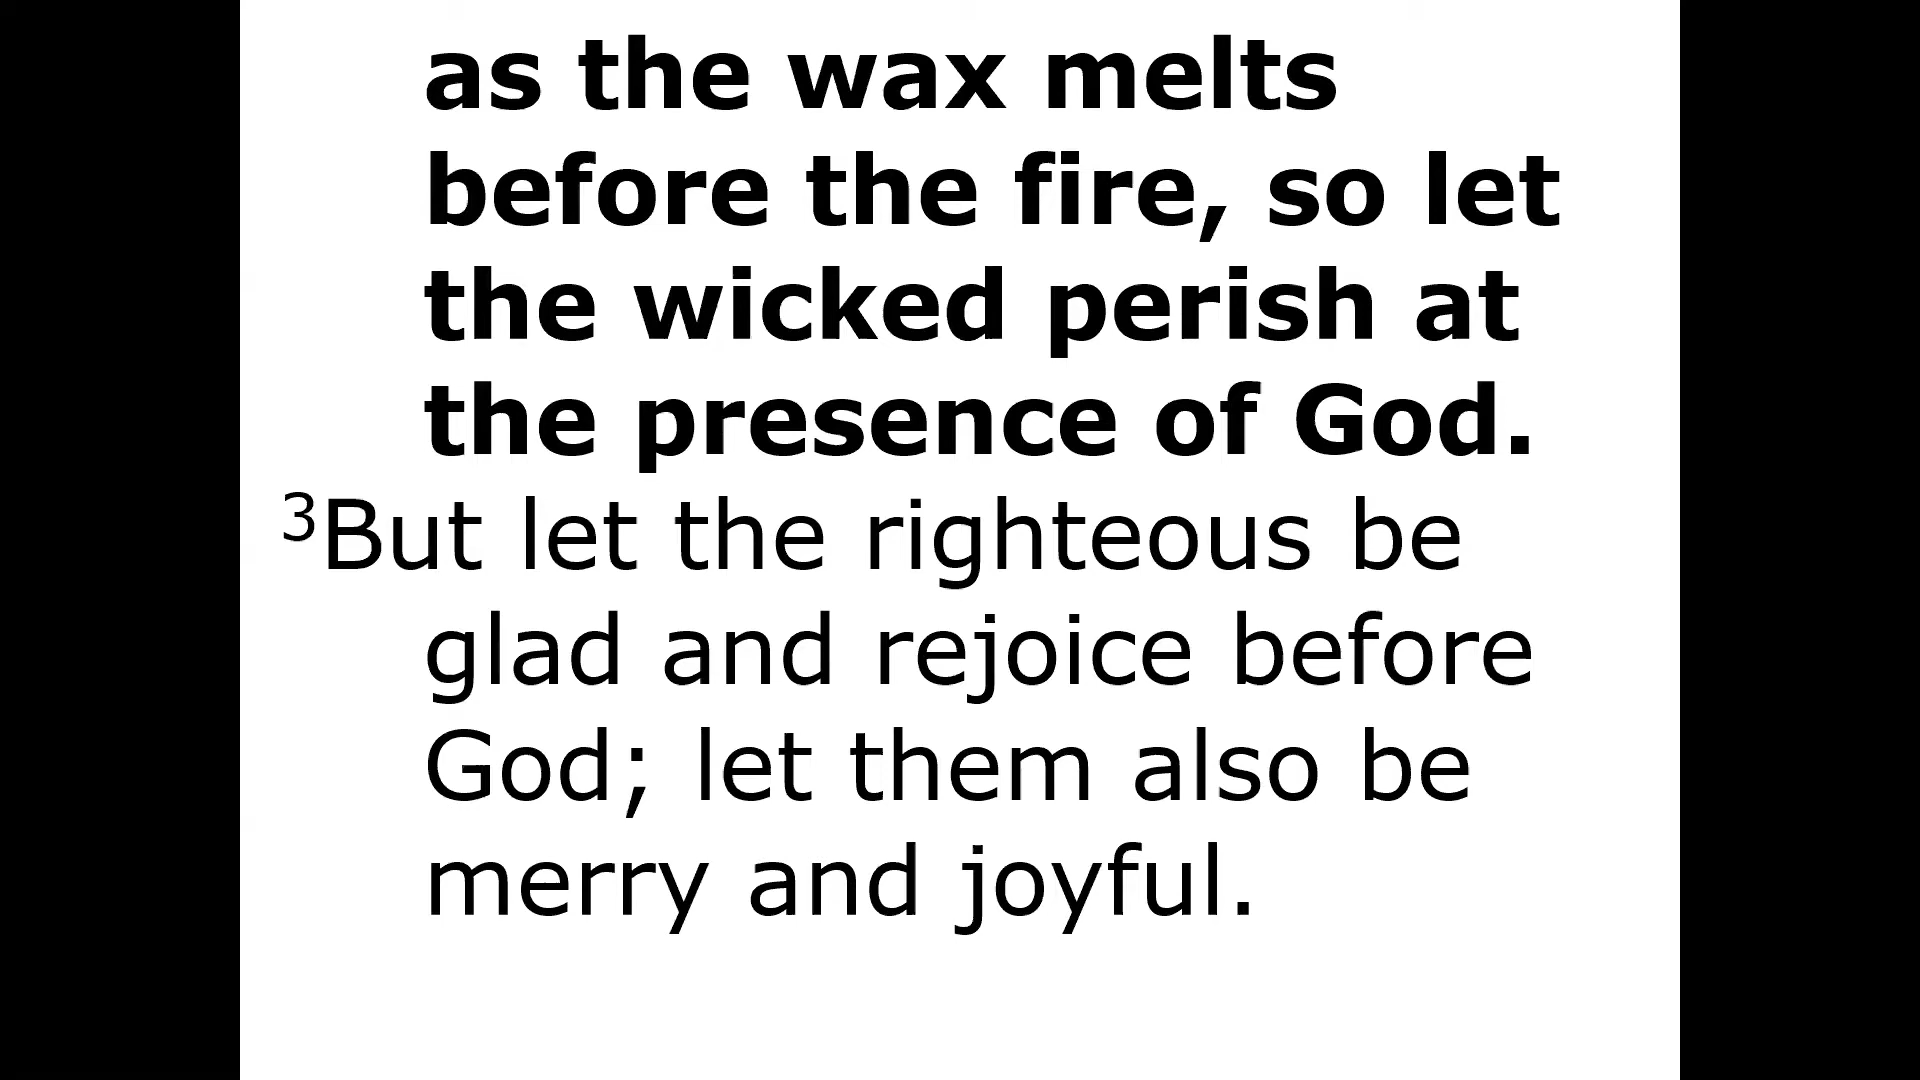 as the wax melts
before the fire, so let
the wicked perish at
the presence of God.
³But let the righteous be
glad and rejoice before
God; let them also be
merry and joyful.